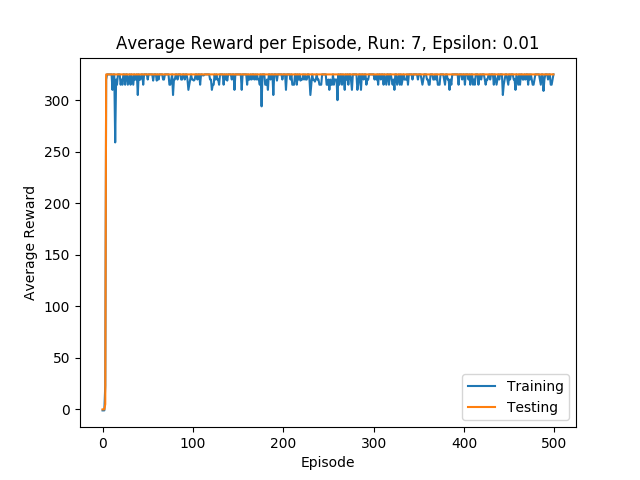 Average Reward per Episode, Run: 7, Epsilon: 0.01
300
250
200
150
100
50
0
Average Reward
0 100 200 300 400 500
Episode
Training
Testing